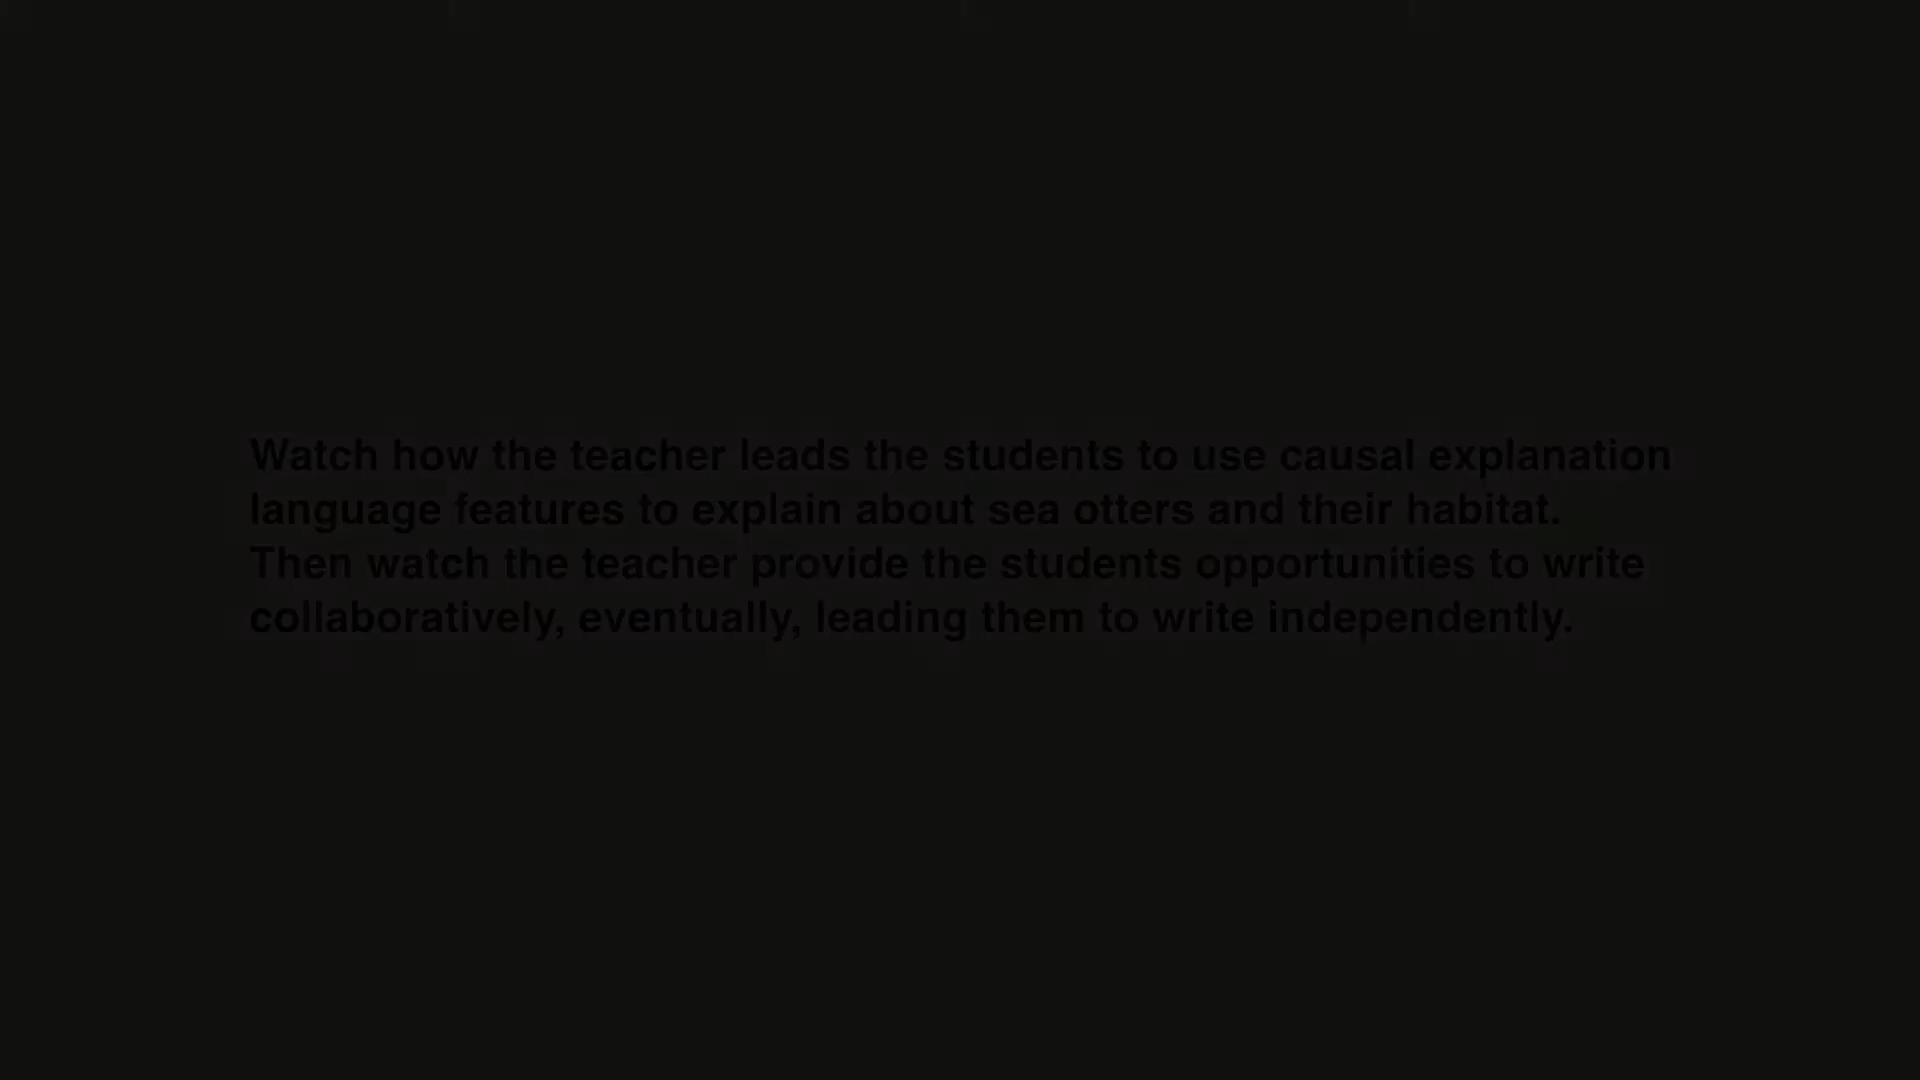 Watch how the teacher leads the students to use causal explanation
language features to explain about sea otters and their habitat.
Then watch the teacher provide the students opportunities to write
collaboratively, eventually, leading them to write independently.